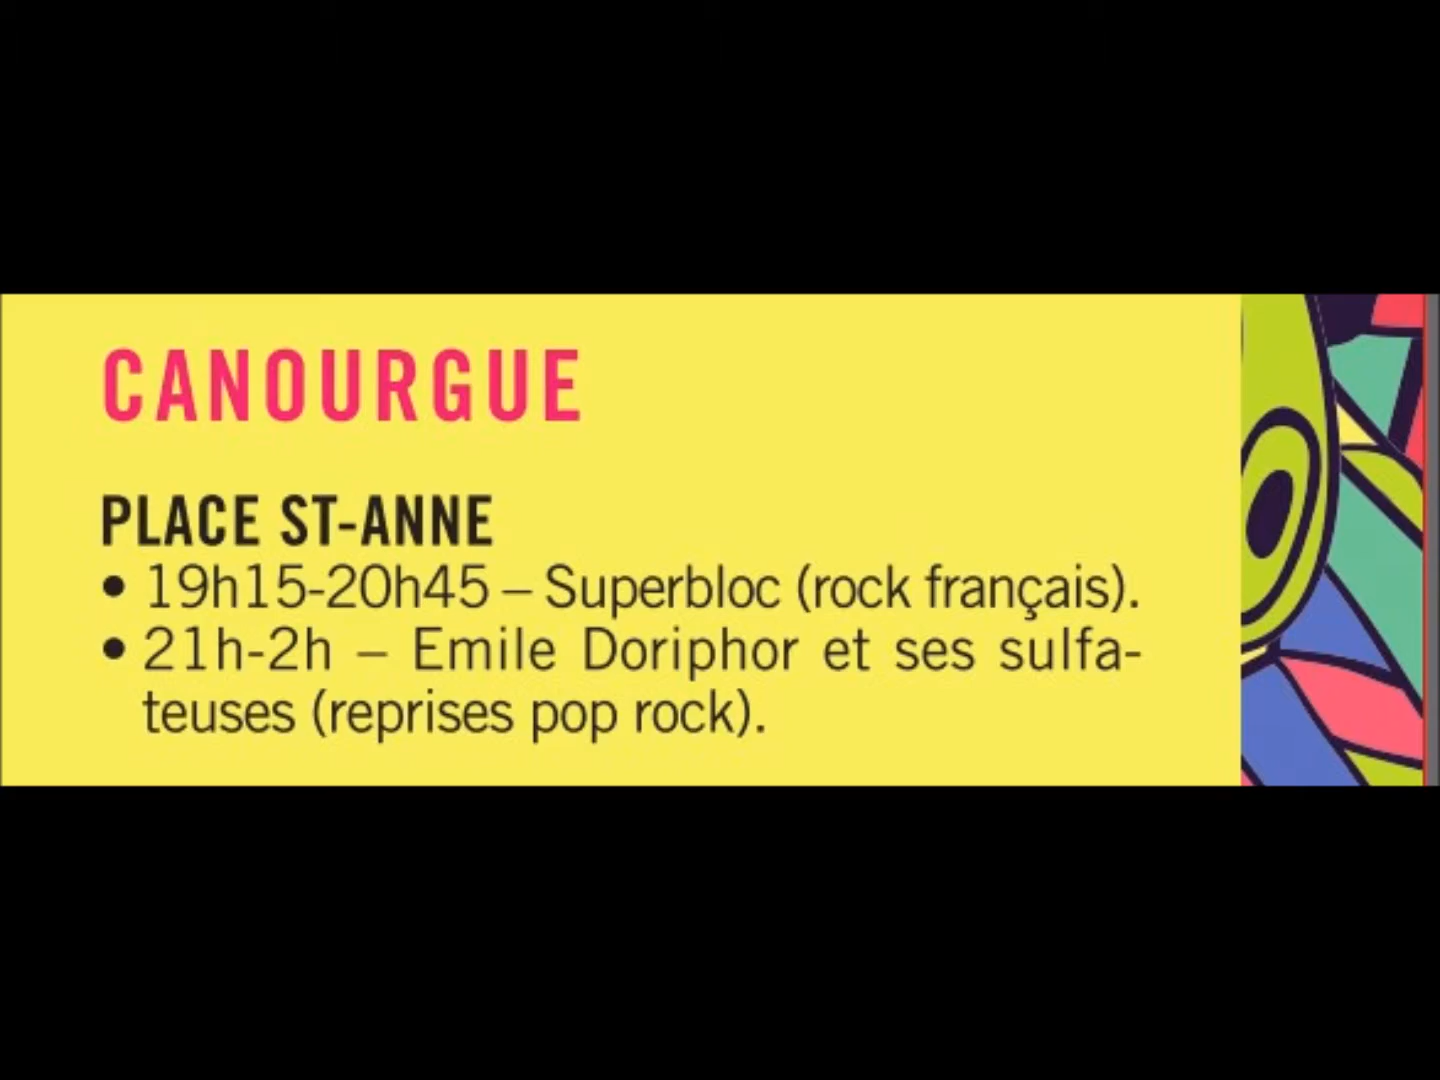 CANOURGUE
PLACE ST-ANNE
• 19h15-20h45 – Superbloc (rock français).
• 21h-2h – Emile Doriphor et ses sulfa-
teuses (reprises pop rock).